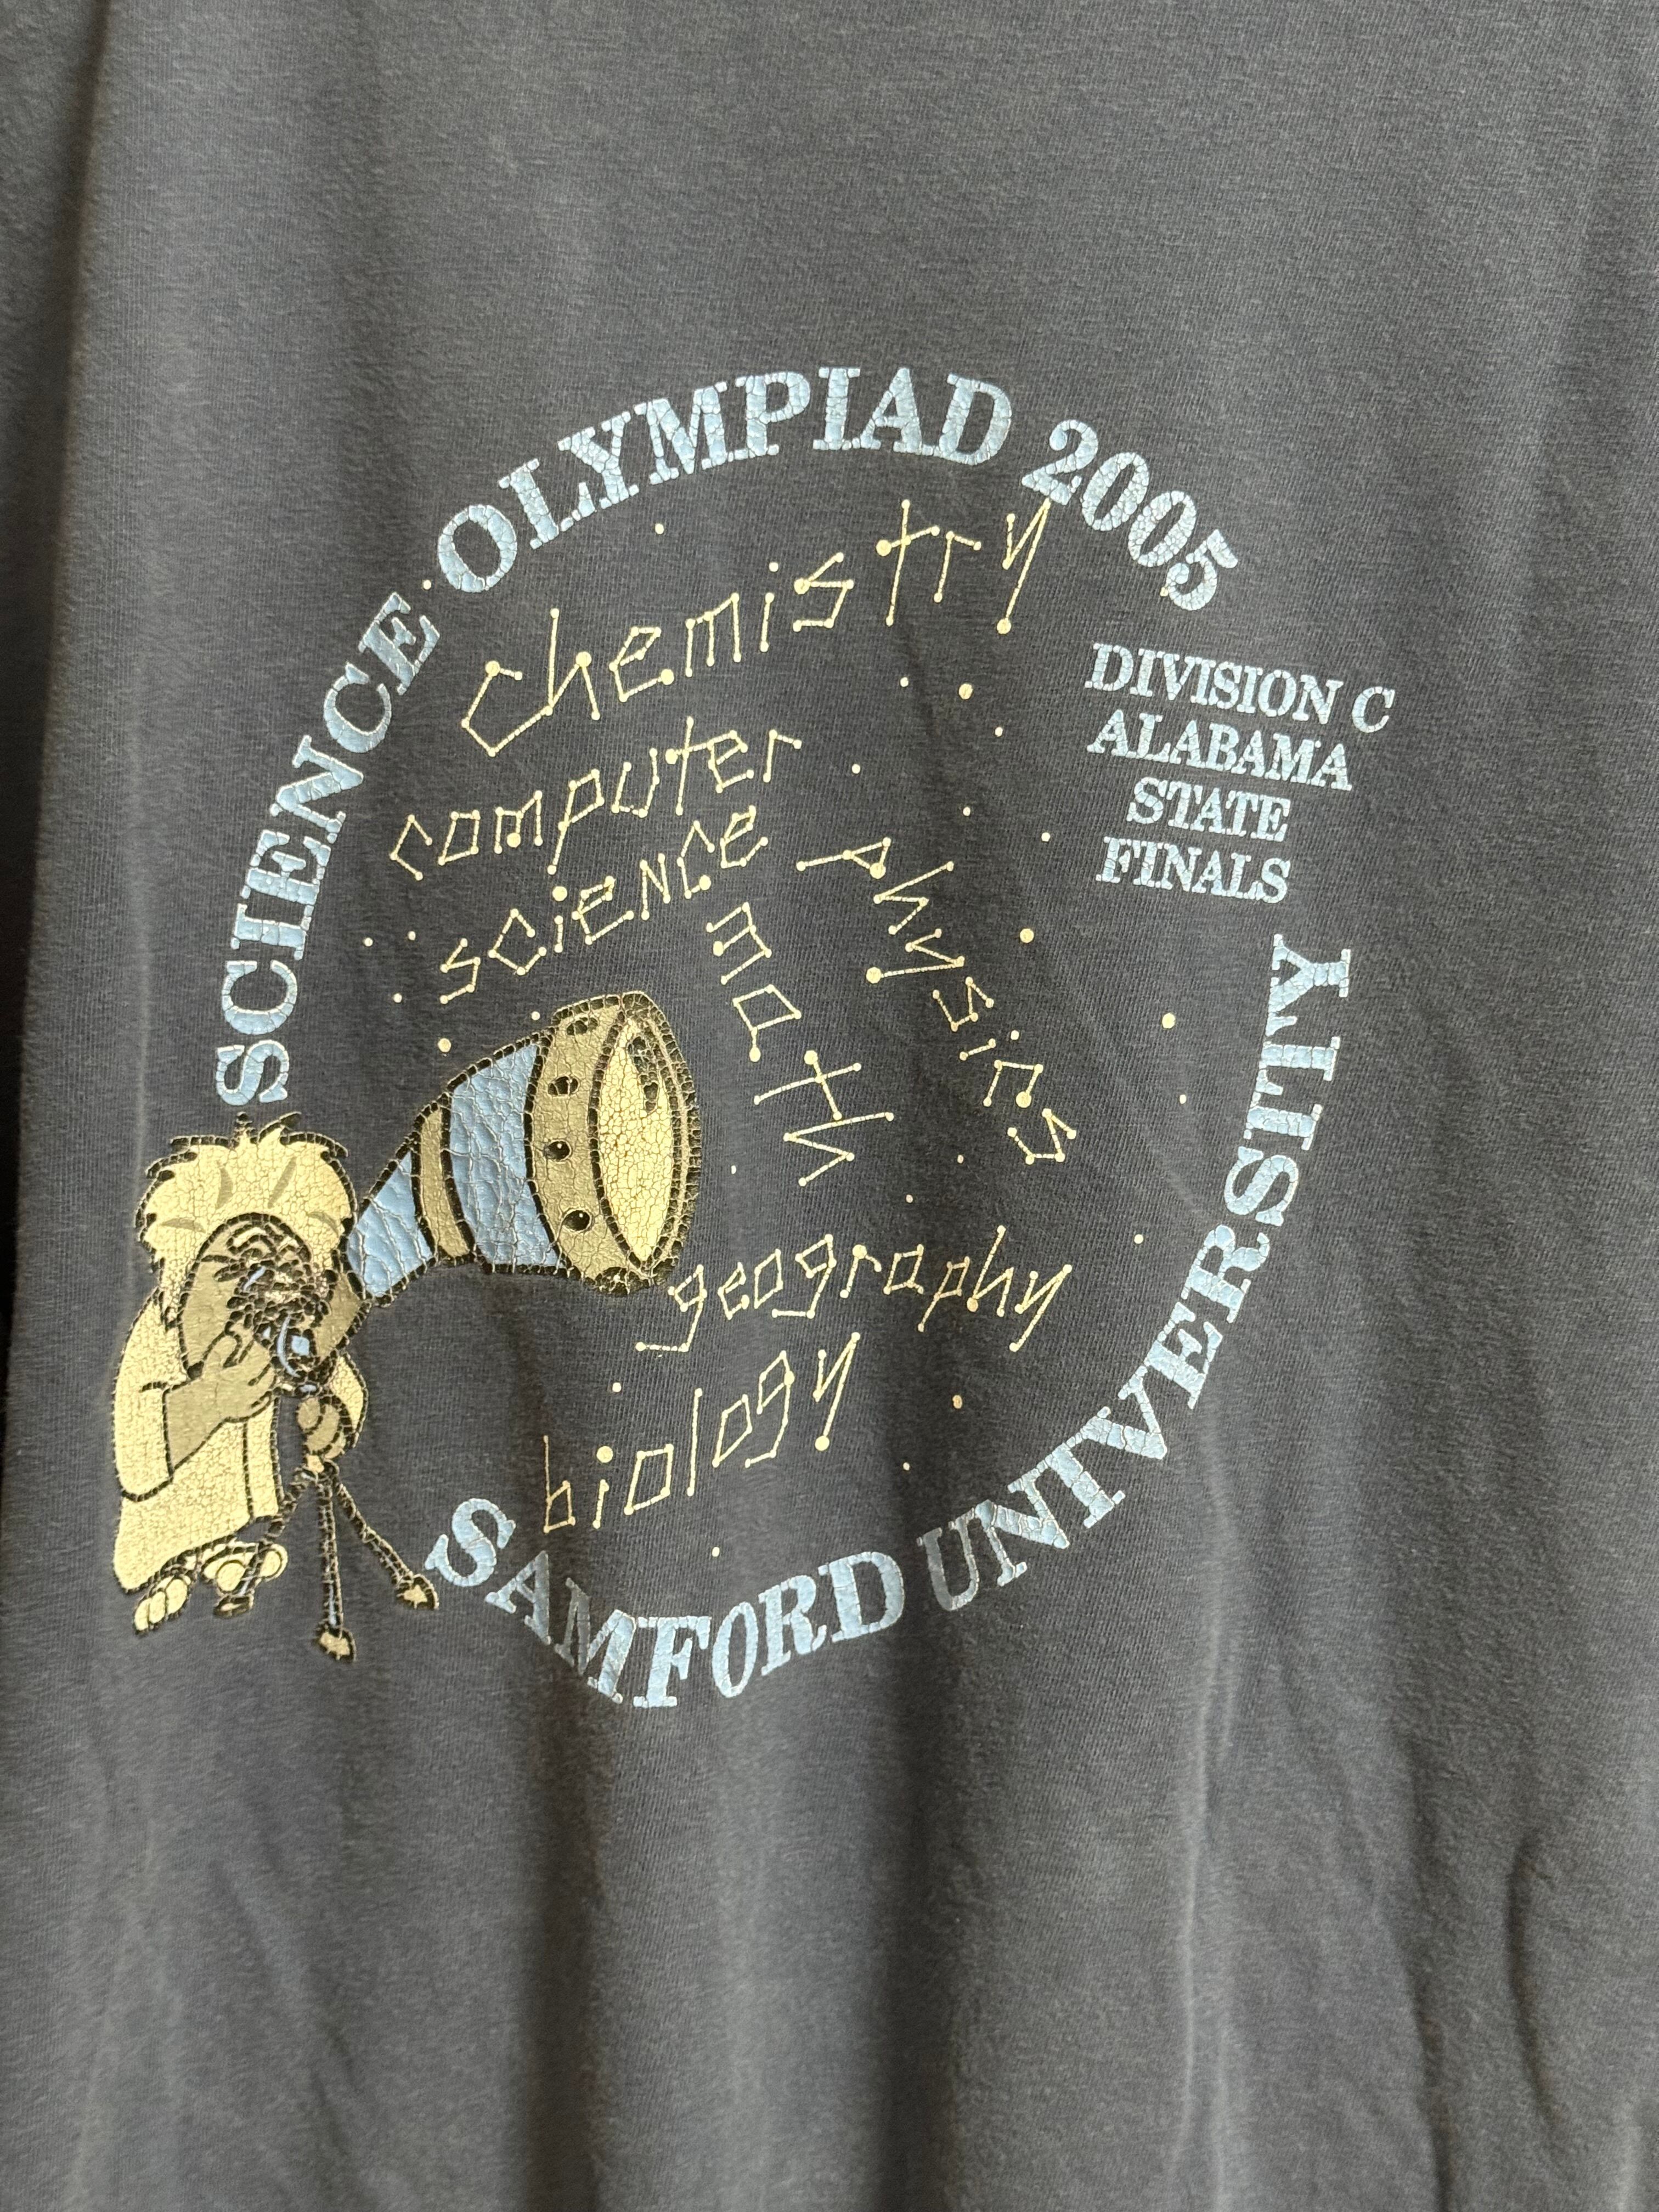 SCIENCE OLYMPIAD 2005
chemistry
computer
science
physics
math
geography
biology
DIVISION C
ALABAMA
STATE
FINALS
SAMFORD UNIVERSITY